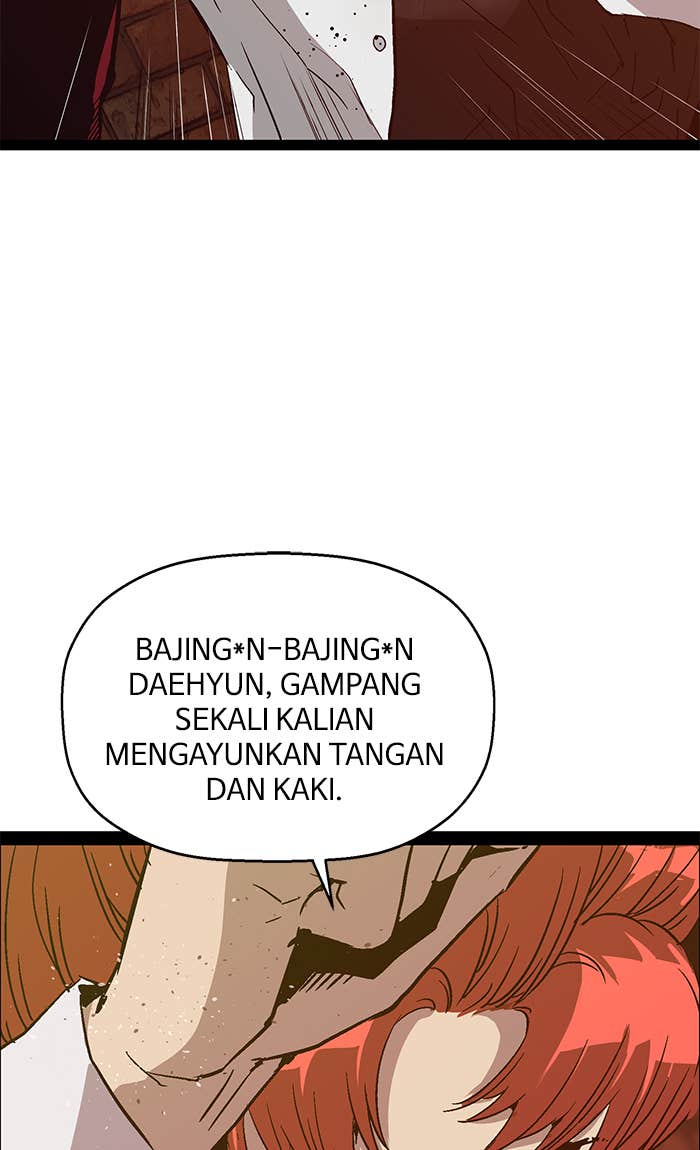 BAJING*N-BAJING*N
DAEHYUN, GAMPANG
SEKALI KALIAN
MENGAYUNKAN TANGAN
DAN KAKI.